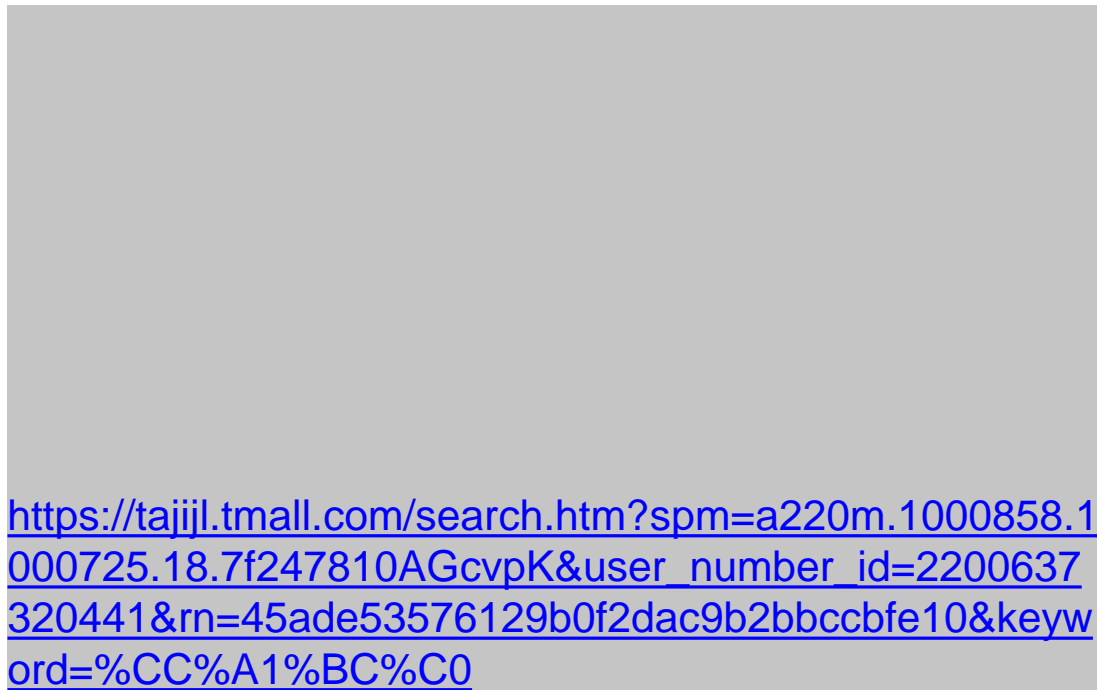 https://tajijl.tmall.com/search.htm?spm=a220m.1000858.1
000725.18.7f247810AGcvpK&user_number_id=2200637
320441&rn=45ade53576129b0f2dac9b2bbccbfe10&keyw
ord=%CC%A1%BC%C0